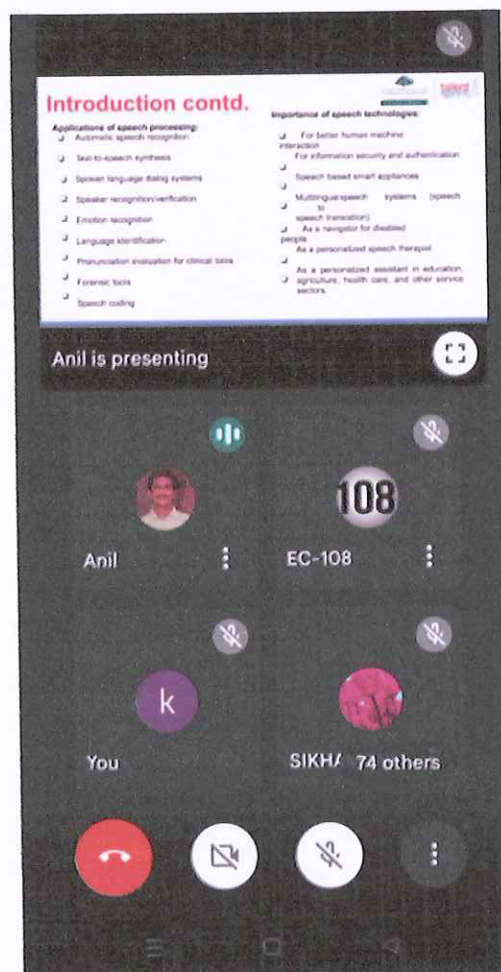 Introduction contd.
Applications of speech processing:
Automatic speech recognition
Text-to-speech synthesis
Spoken language dialog systems
Speaker recognition/verification
Emotion recognition
Language identification
Pronunciation evaluation for clinical tools
Forensic tools
Speech coding
Importance of speech technologies:
For better human machine
interaction
For information security and authentication
Speech based smart appliances
Multilingual speech systems (speech
to
speech translation)
As a navigator for disabled
people
As a personalized speech therapist
As a personalized assistant in education,
agriculture, health care, and other service
sectors.
Anil is presenting
108
Anil
EC-108
k
You
SIKHA
74 others